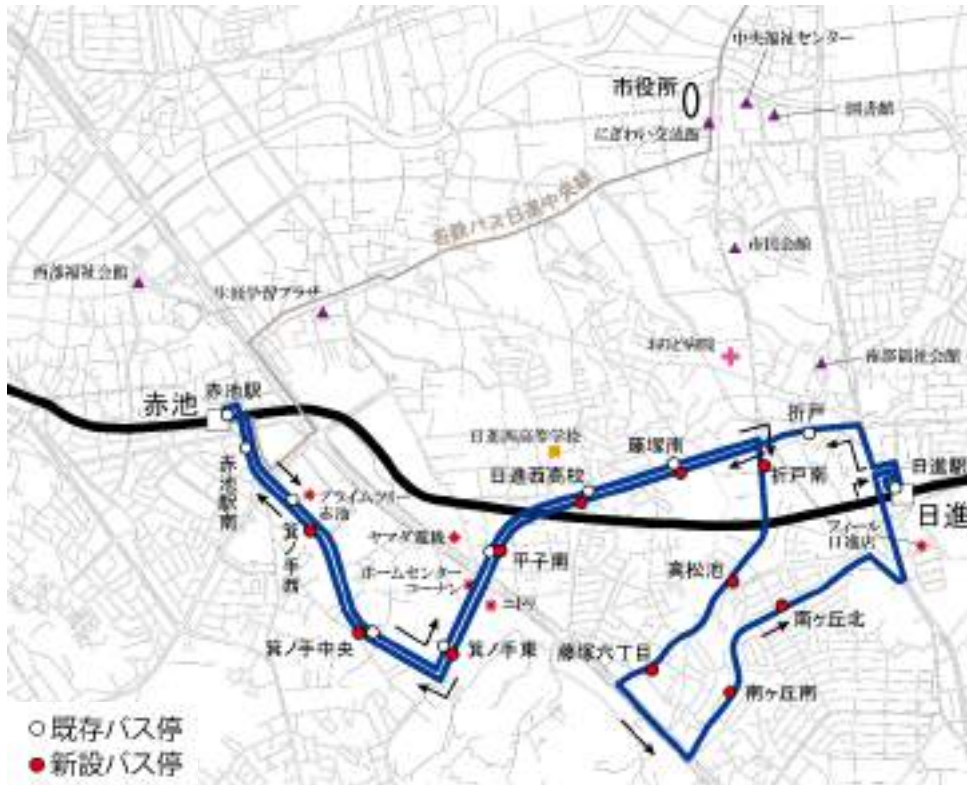 中央福祉センター
市役所
図書館
にぎわい交流館
名鉄バス日進中央線
市民会館
西部福祉会館
生涯学習プラザ
おりど病院
南部福祉会館
赤池
赤池駅
折戸
日進西高等学校
藤塚南
日進西高校
折戸南
日進駅
日進
赤池駅南
プライムツリー
赤池
箕ノ手西
ヤマダ電機
平子南
フィール
日進店
ホームセンター
コーナン
ニトリ
高松池
南ヶ丘北
箕ノ手中央
箕ノ手東
藤塚六丁目
南ヶ丘南
既存バス停
新設バス停